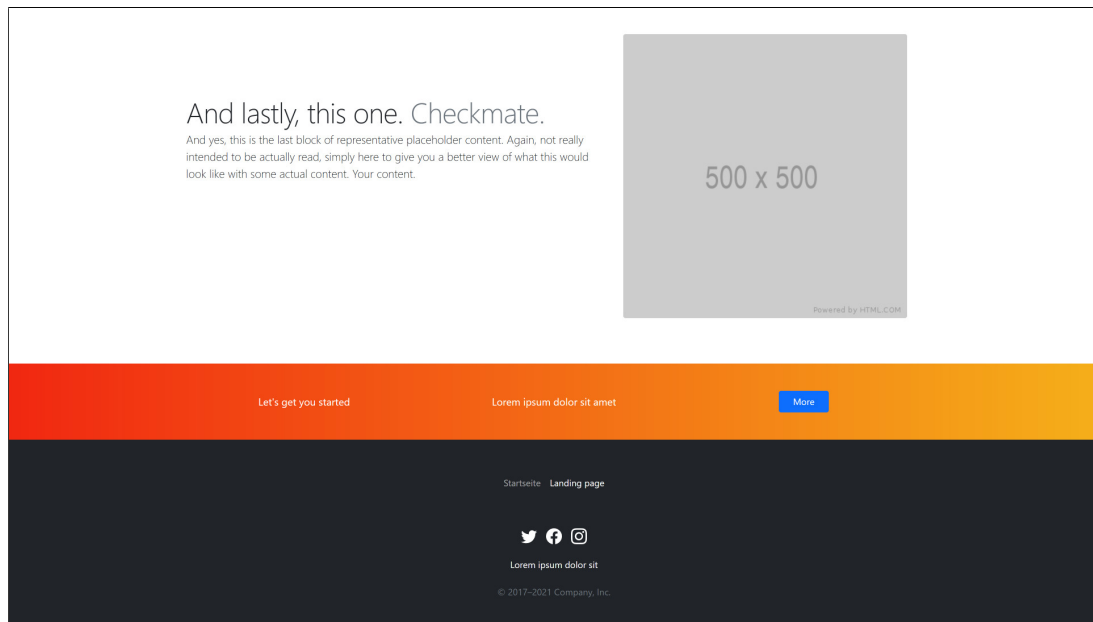 And lastly, this one. Checkmate.
And yes, this is the last block of representative placeholder content. Again, not really
intended to be actually read, simply here to give you a better view of what this would
look like with some actual content. Your content.
500 x 500
Powered by HTML.COM
Let's get you started
Lorem ipsum dolor sit amet
More
Startseite Landing page
Lorem ipsum dolor sit
© 2017–2021 Company, Inc.